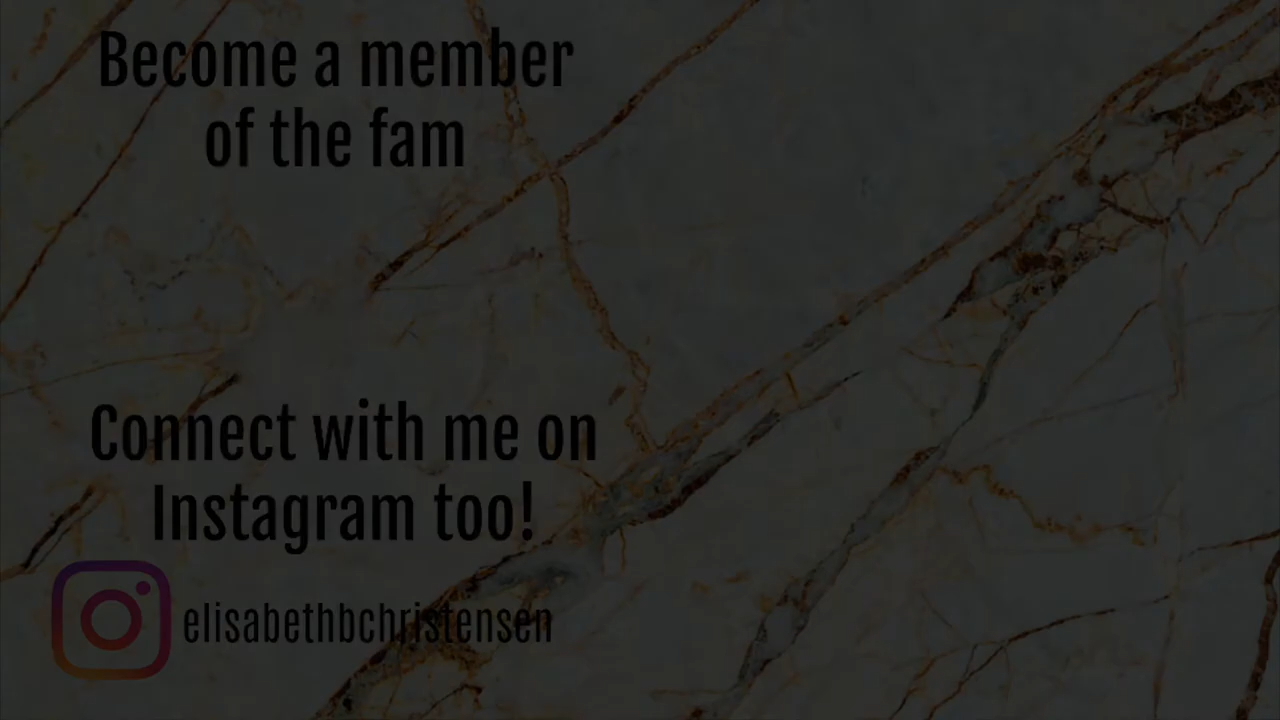 Become a member
of the fam
Connect with me on
Instagram too!
elisabethbchristensen